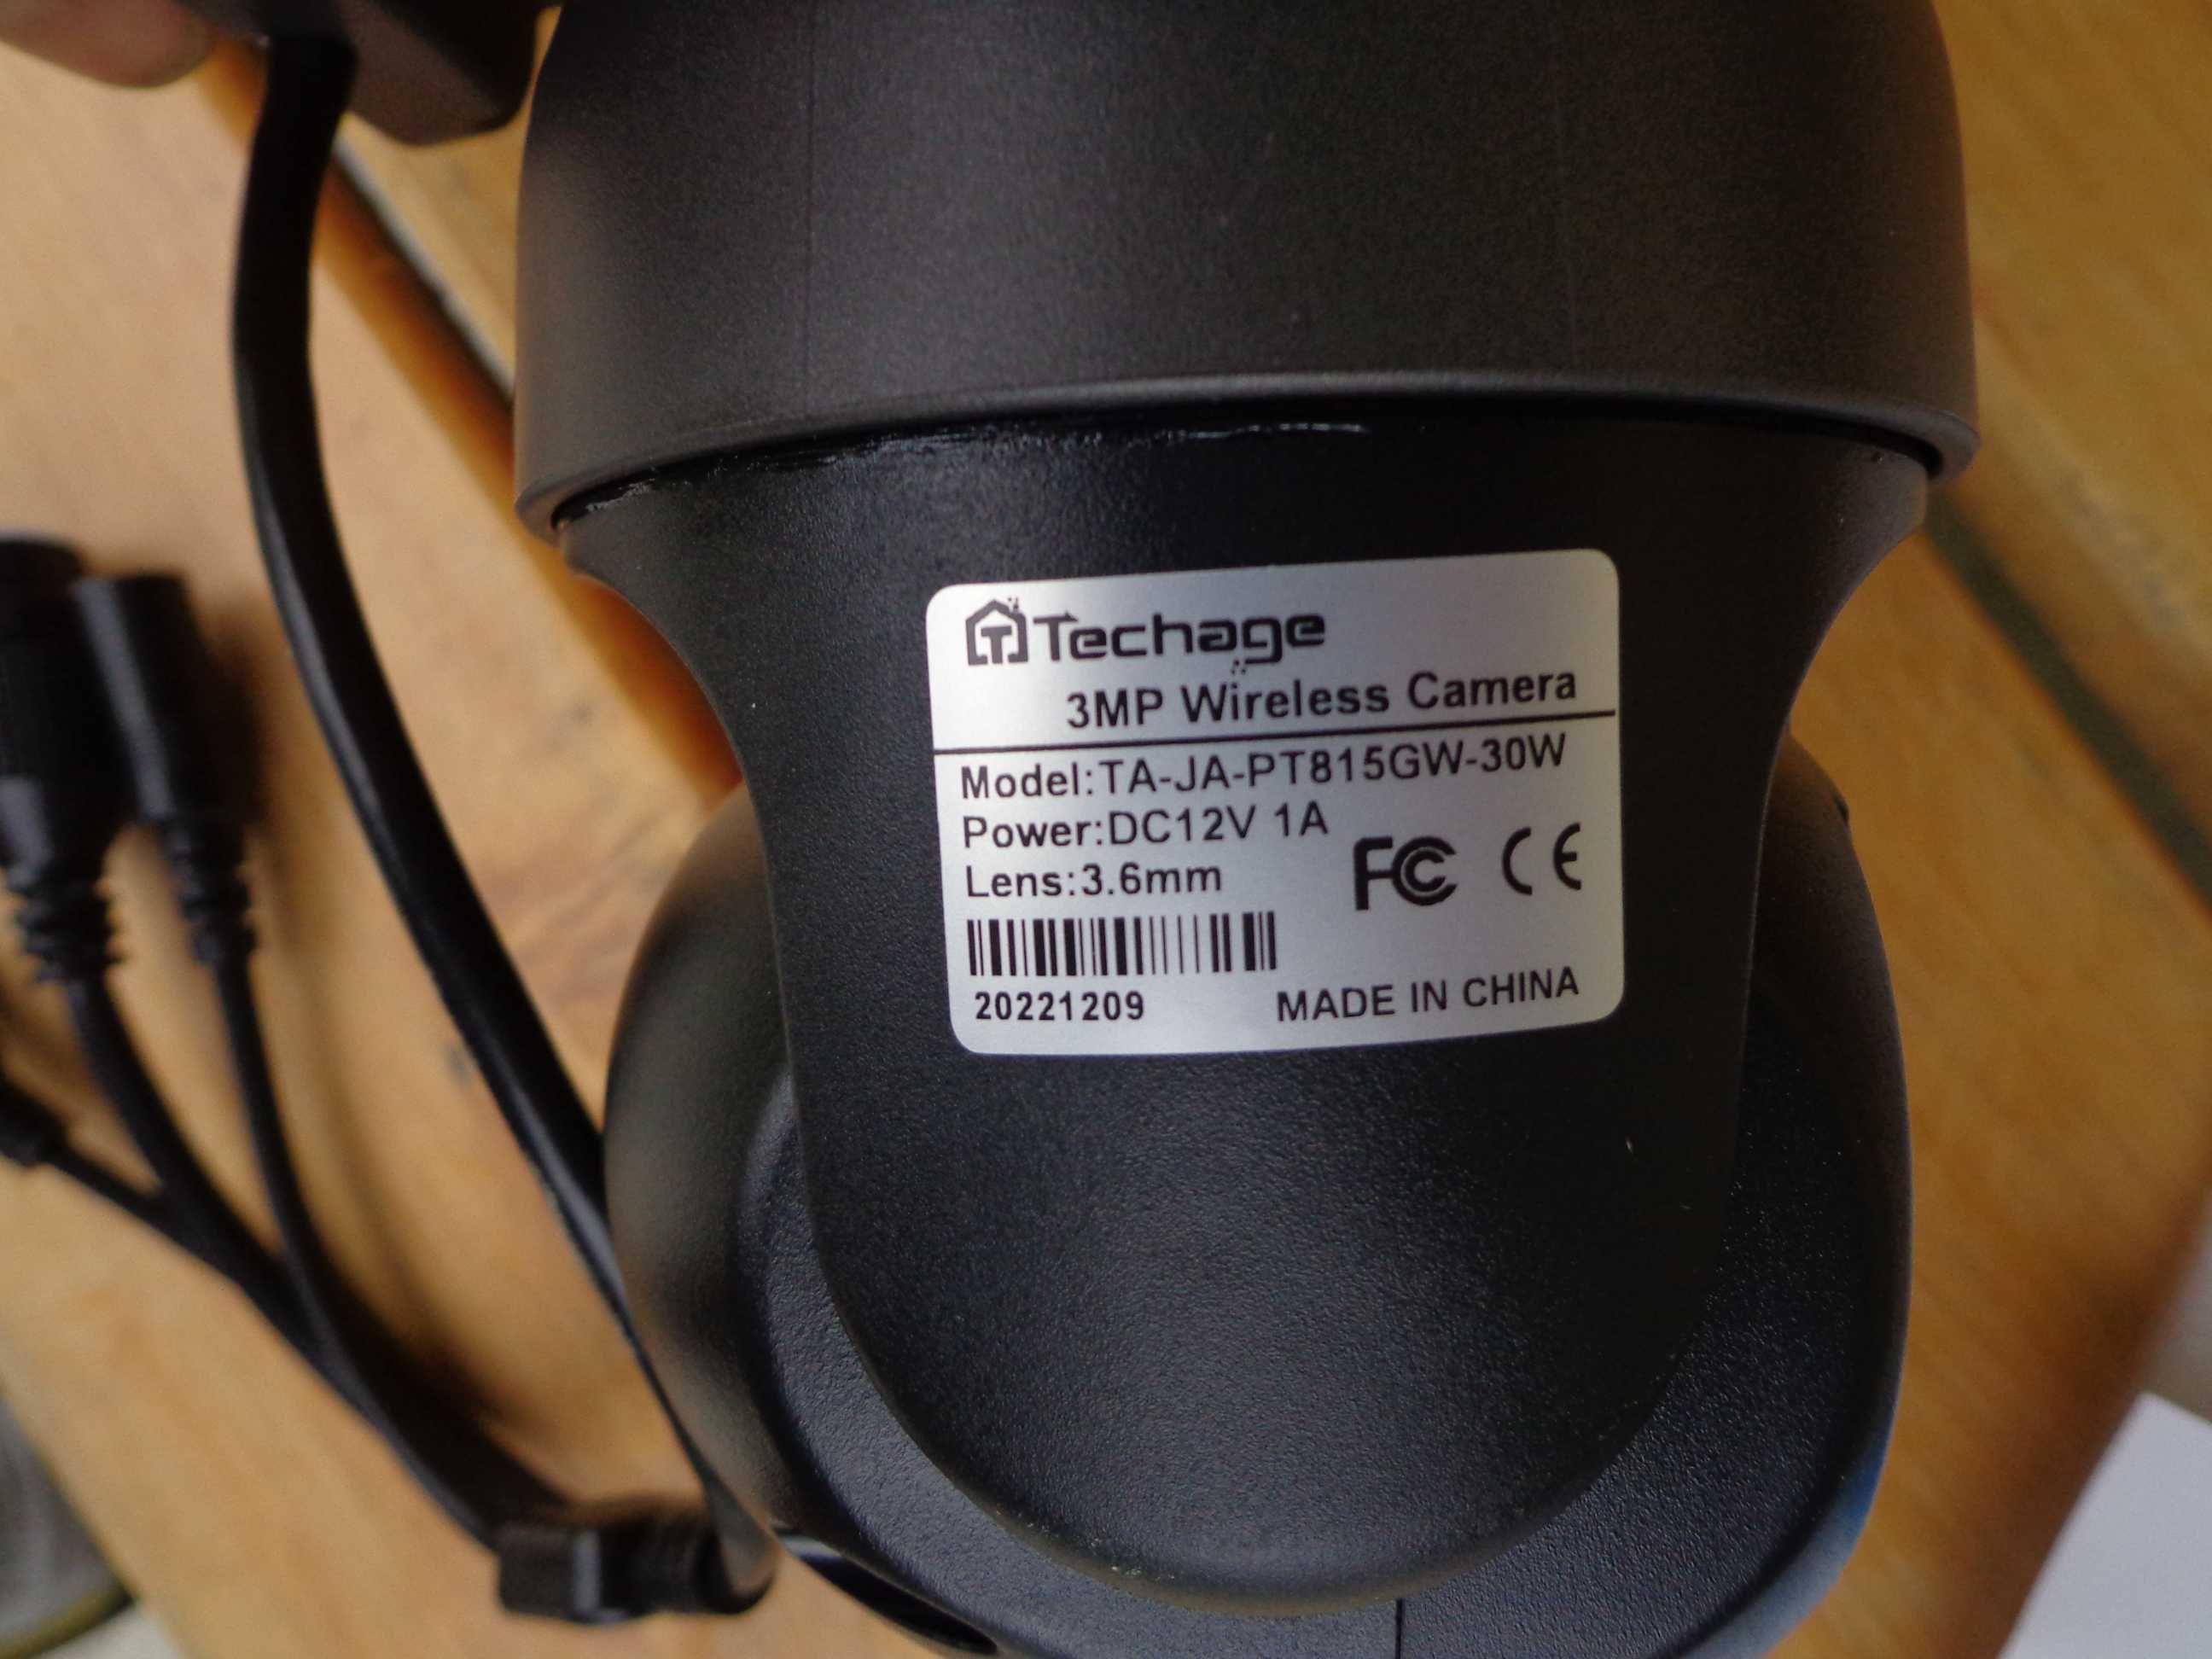 Techage
3MP Wireless Camera
Model:TA-JA-PT815GW-30W
Power:DC12V 1A
Lens:3.6mm
FC CE
20221209 MADE IN CHINA